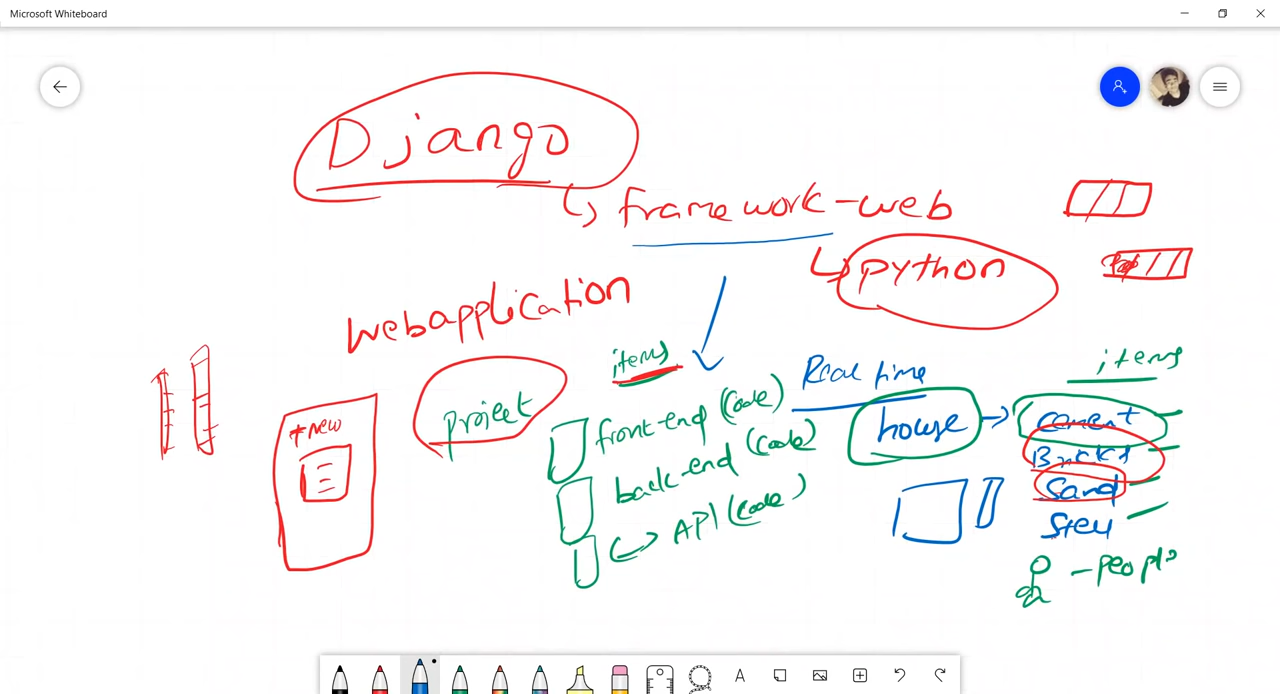 Microsoft Whiteboard
Django
framework-web
python
webapplication
items
Real time
items
project
front-end (code)
house
cement
+new
back-end (code)
Bricks
Sand
API (code)
Steel
-people
A